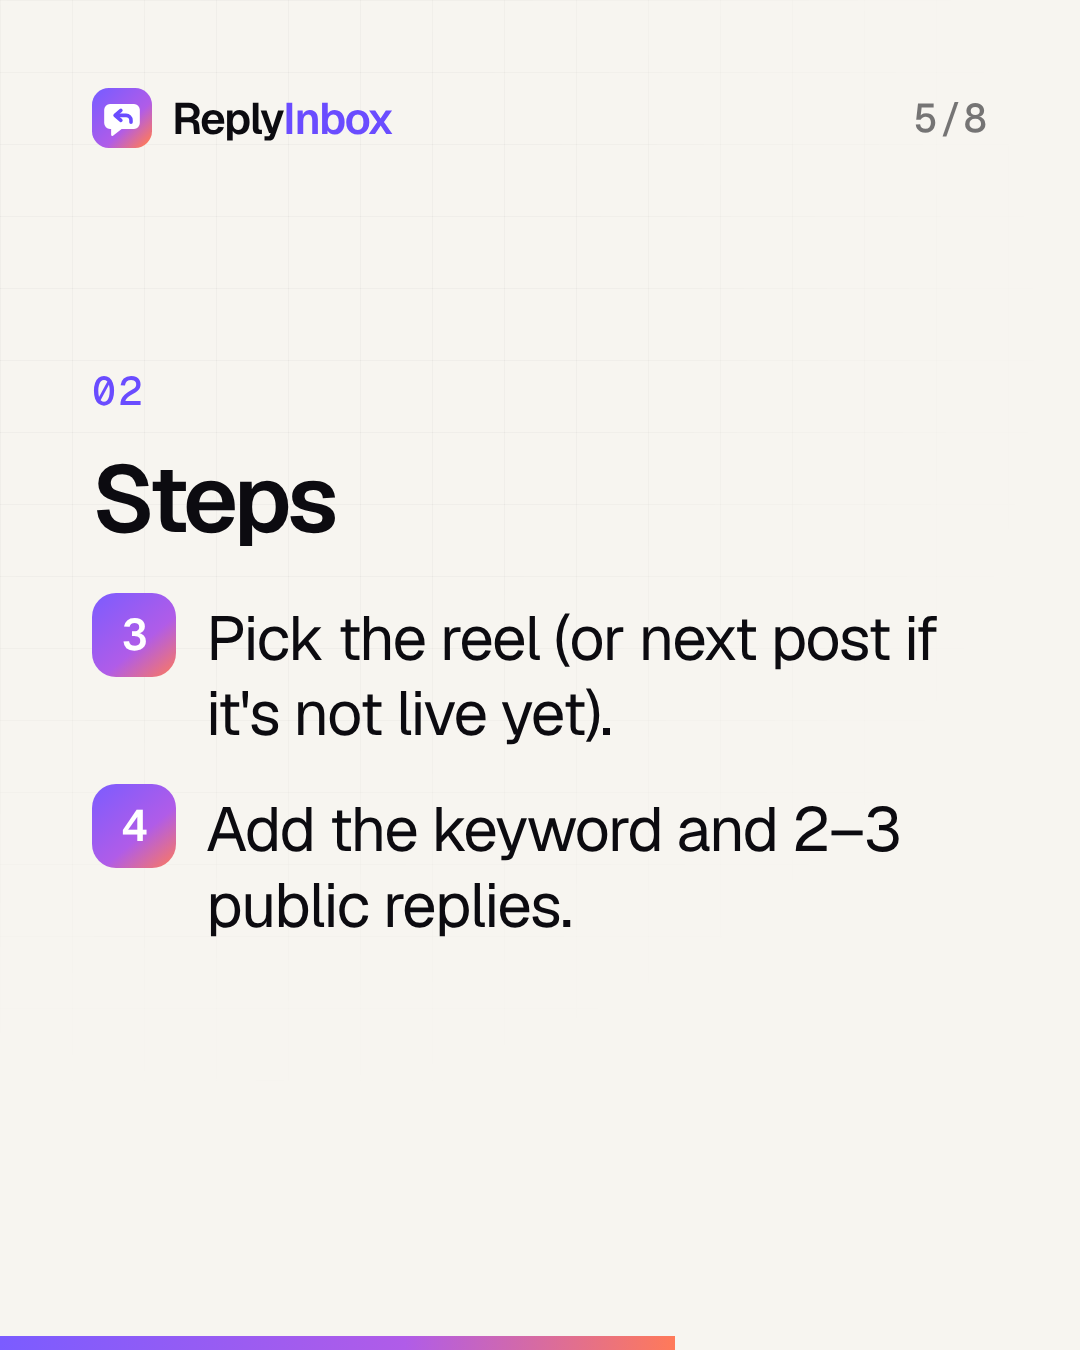 ReplyInbox
5/8
02
Steps
3
Pick the reel (or next post if
it's not live yet).
4
Add the keyword and 2–3
public replies.